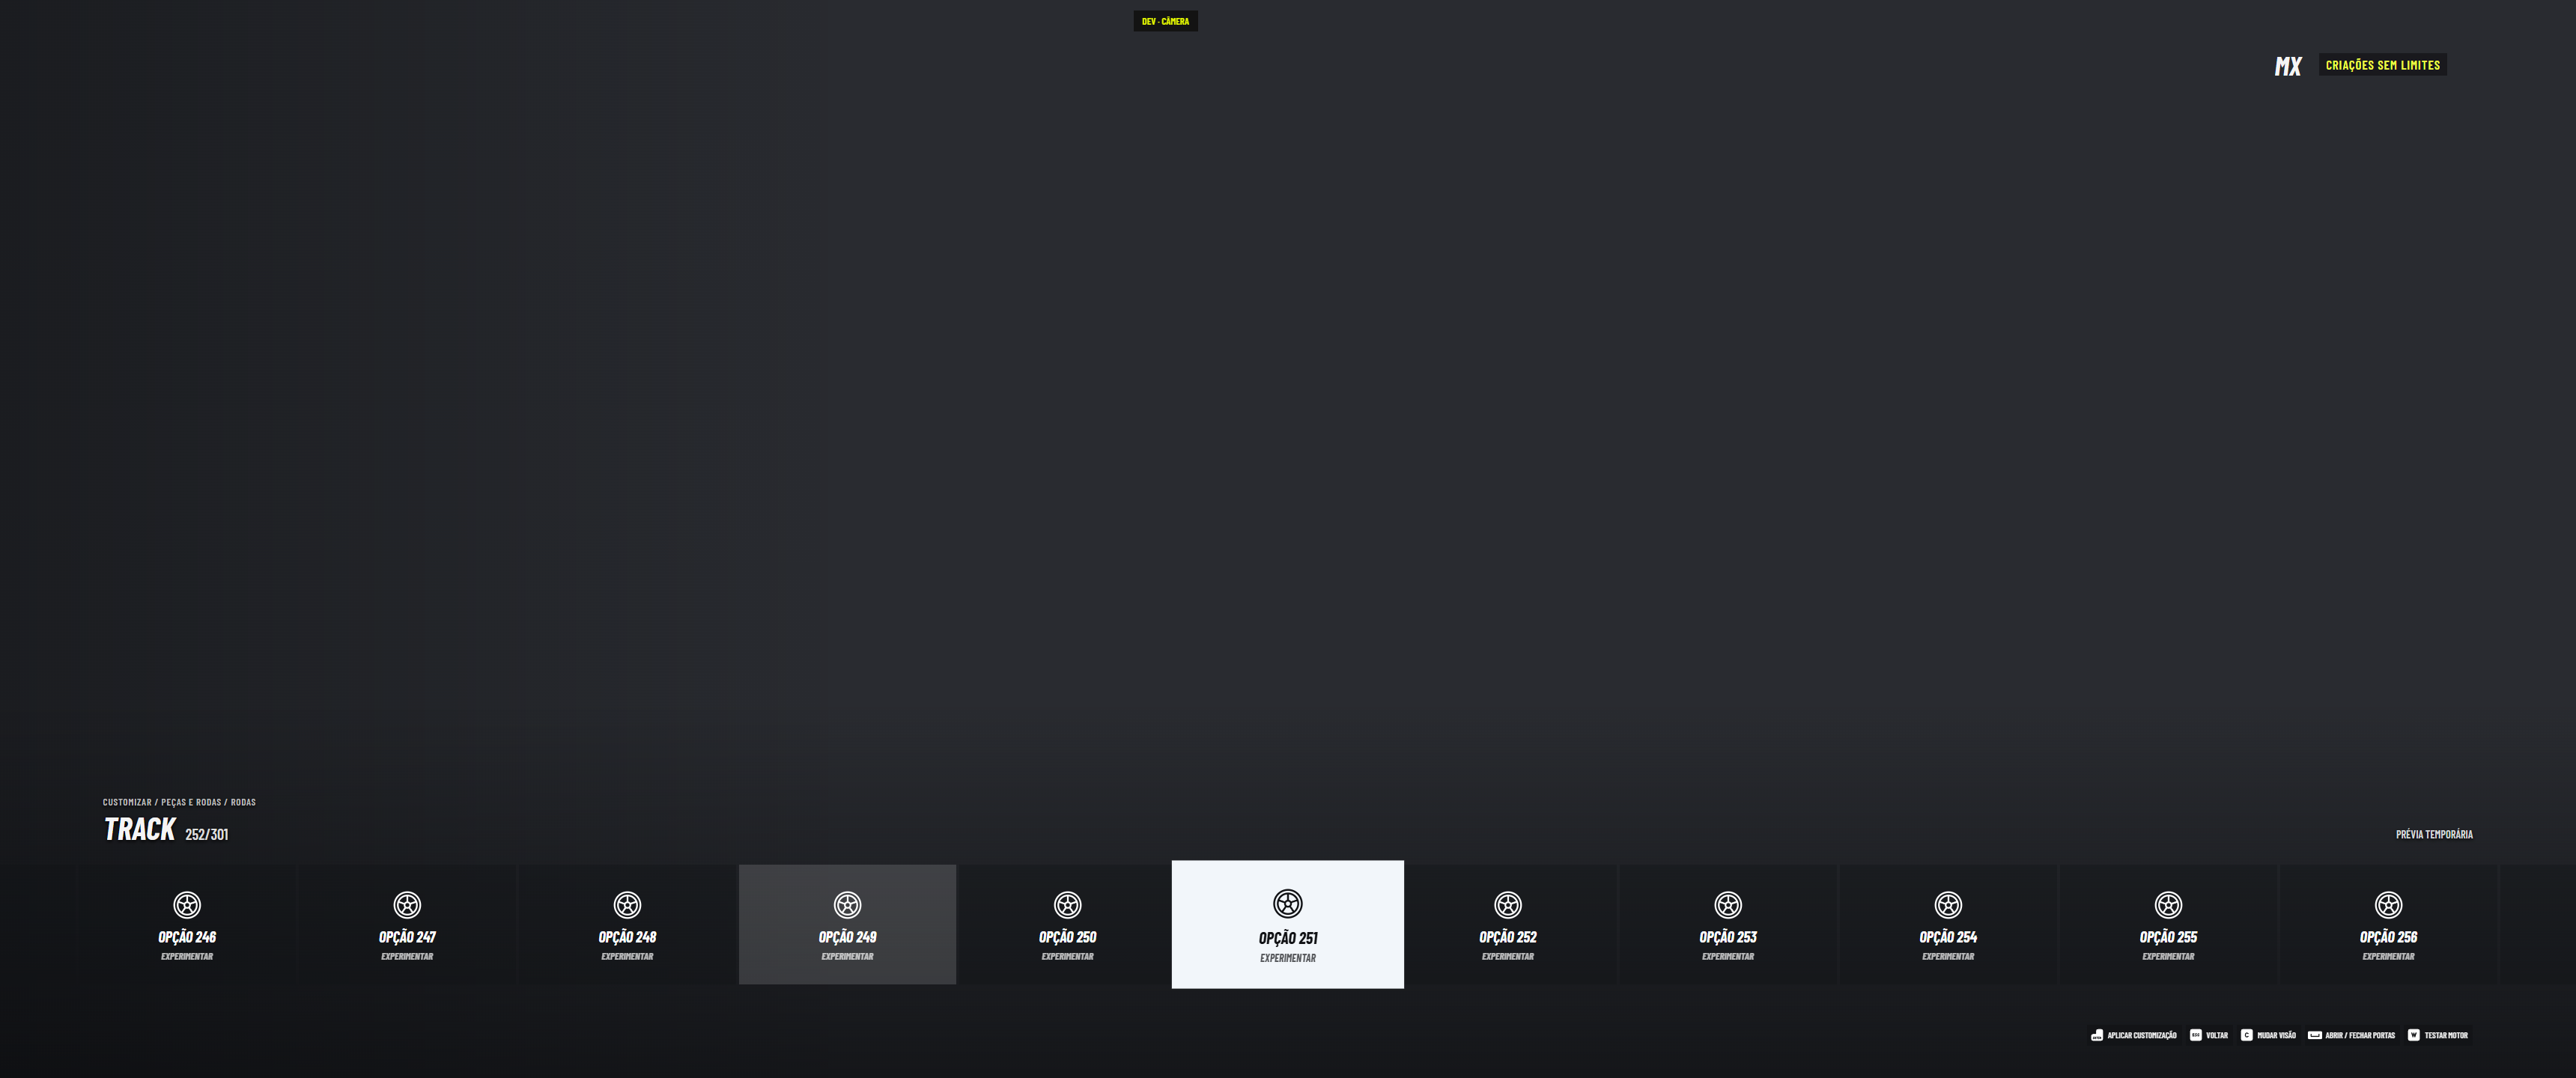 DEV - CÂMERA
MX CRIAÇÕES SEM LIMITES
CUSTOMIZAR / PEÇAS E RODAS / RODAS
TRACK 252/301
PRÉVIA TEMPORÁRIA
OPÇÃO 246
EXPERIMENTAR
OPÇÃO 247
EXPERIMENTAR
OPÇÃO 248
EXPERIMENTAR
OPÇÃO 249
EXPERIMENTAR
OPÇÃO 250
EXPERIMENTAR
OPÇÃO 251
EXPERIMENTAR
OPÇÃO 252
EXPERIMENTAR
OPÇÃO 253
EXPERIMENTAR
OPÇÃO 254
EXPERIMENTAR
OPÇÃO 255
EXPERIMENTAR
OPÇÃO 256
EXPERIMENTAR
APLICAR CUSTOMIZAÇÃO ESC VOLTAR C MUDAR VISÃO ABRIR / FECHAR PORTAS W TESTAR MOTOR